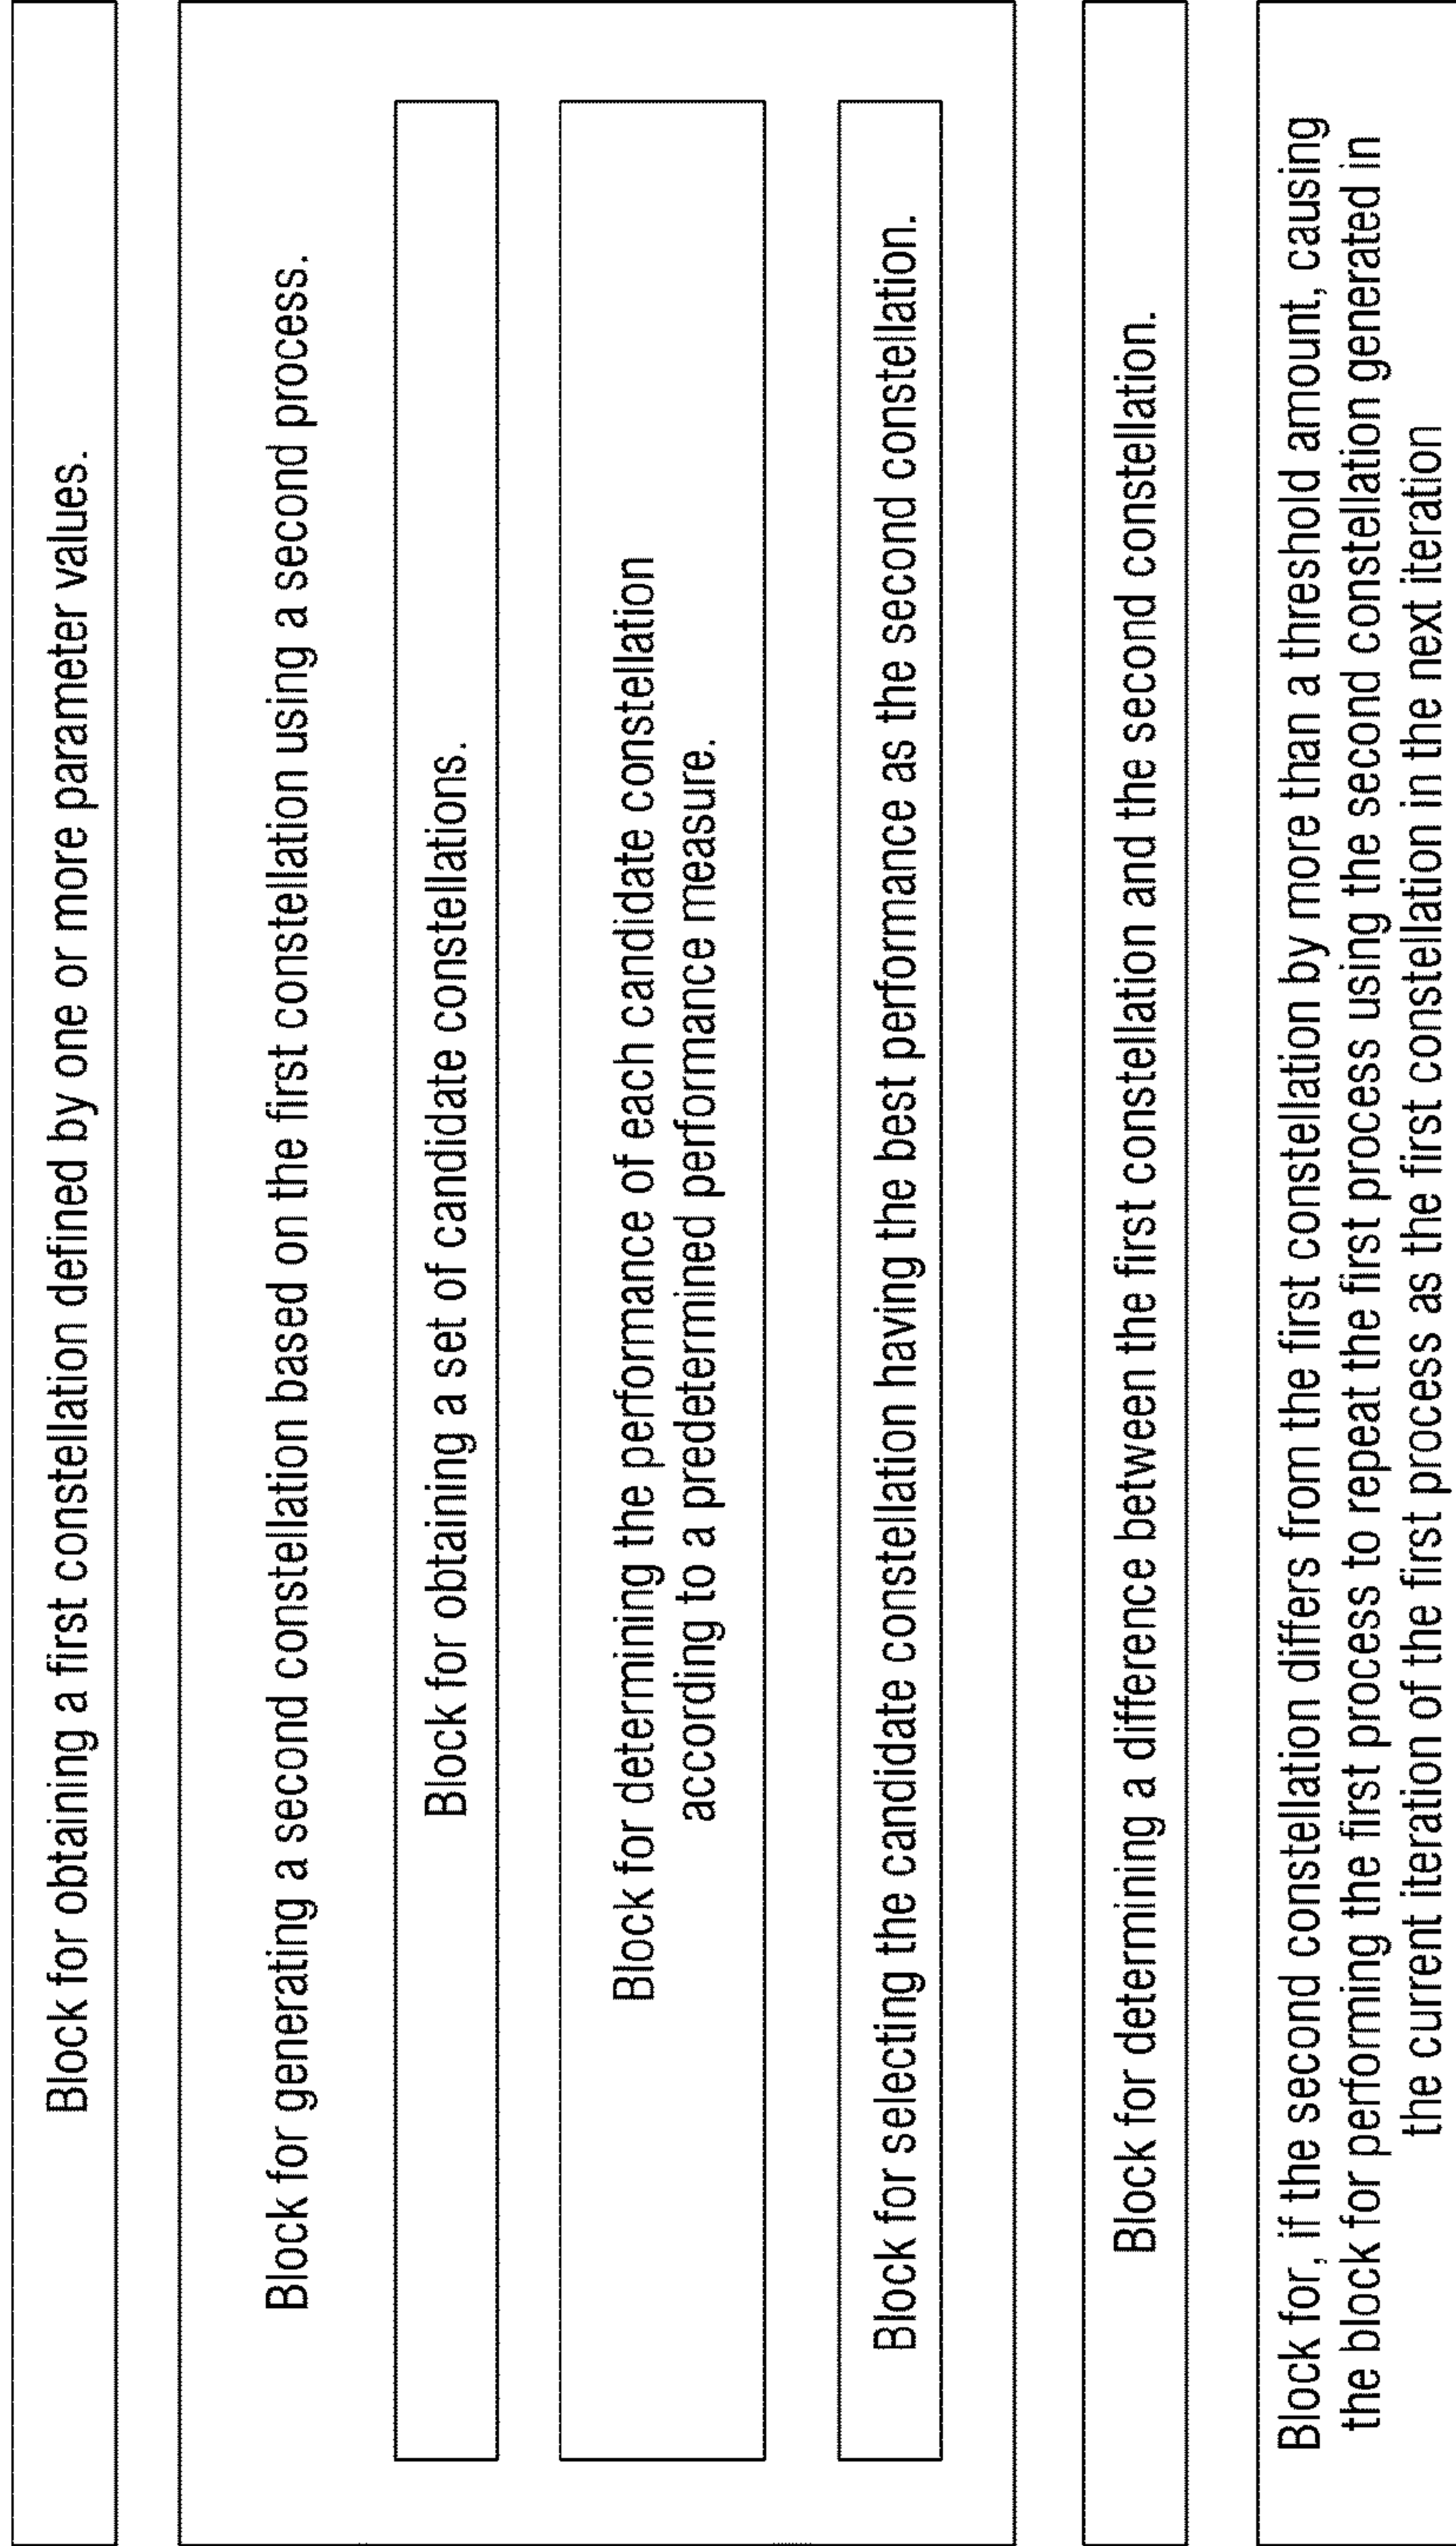 Block for obtaining a first constellation defined by one or more parameter values.
Block for generating a second constellation based on the first constellation using a second process.
Block for obtaining a set of candidate constellations.
Block for determining the performance of each candidate constellation
according to a predetermined performance measure.
Block for selecting the candidate constellation having the best performance as the second constellation.
Block for determining a difference between the first constellation and the second constellation.
Block for, if the second constellation differs from the first constellation by more than a threshold amount, causing
the block for performing the first process to repeat the first process using the second constellation generated in
the current iteration of the first process as the first constellation in the next iteration